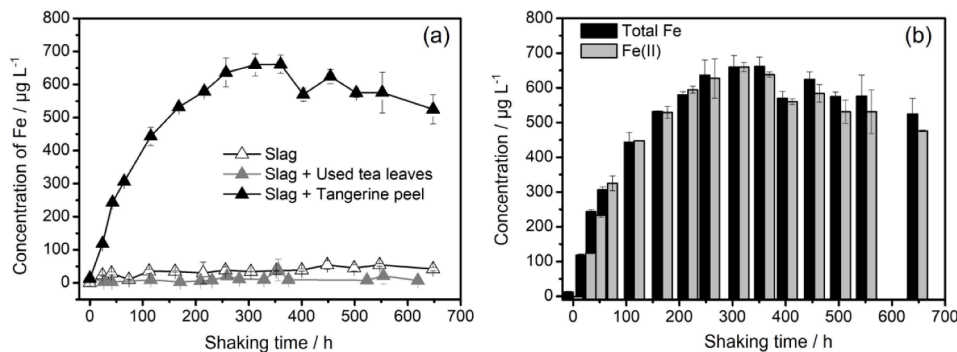 (a)
Concentration of Fe / µg L⁻¹
800
700
600
500
400
300
200
100
0
Slag
Slag + Used tea leaves
Slag + Tangerine peel
0 100 200 300 400 500 600 700
Shaking time / h
(b)
Total Fe
Fe(II)
Concentration / µg L⁻¹
800
700
600
500
400
300
200
100
0
0 100 200 300 400 500 600 700
Shaking time / h